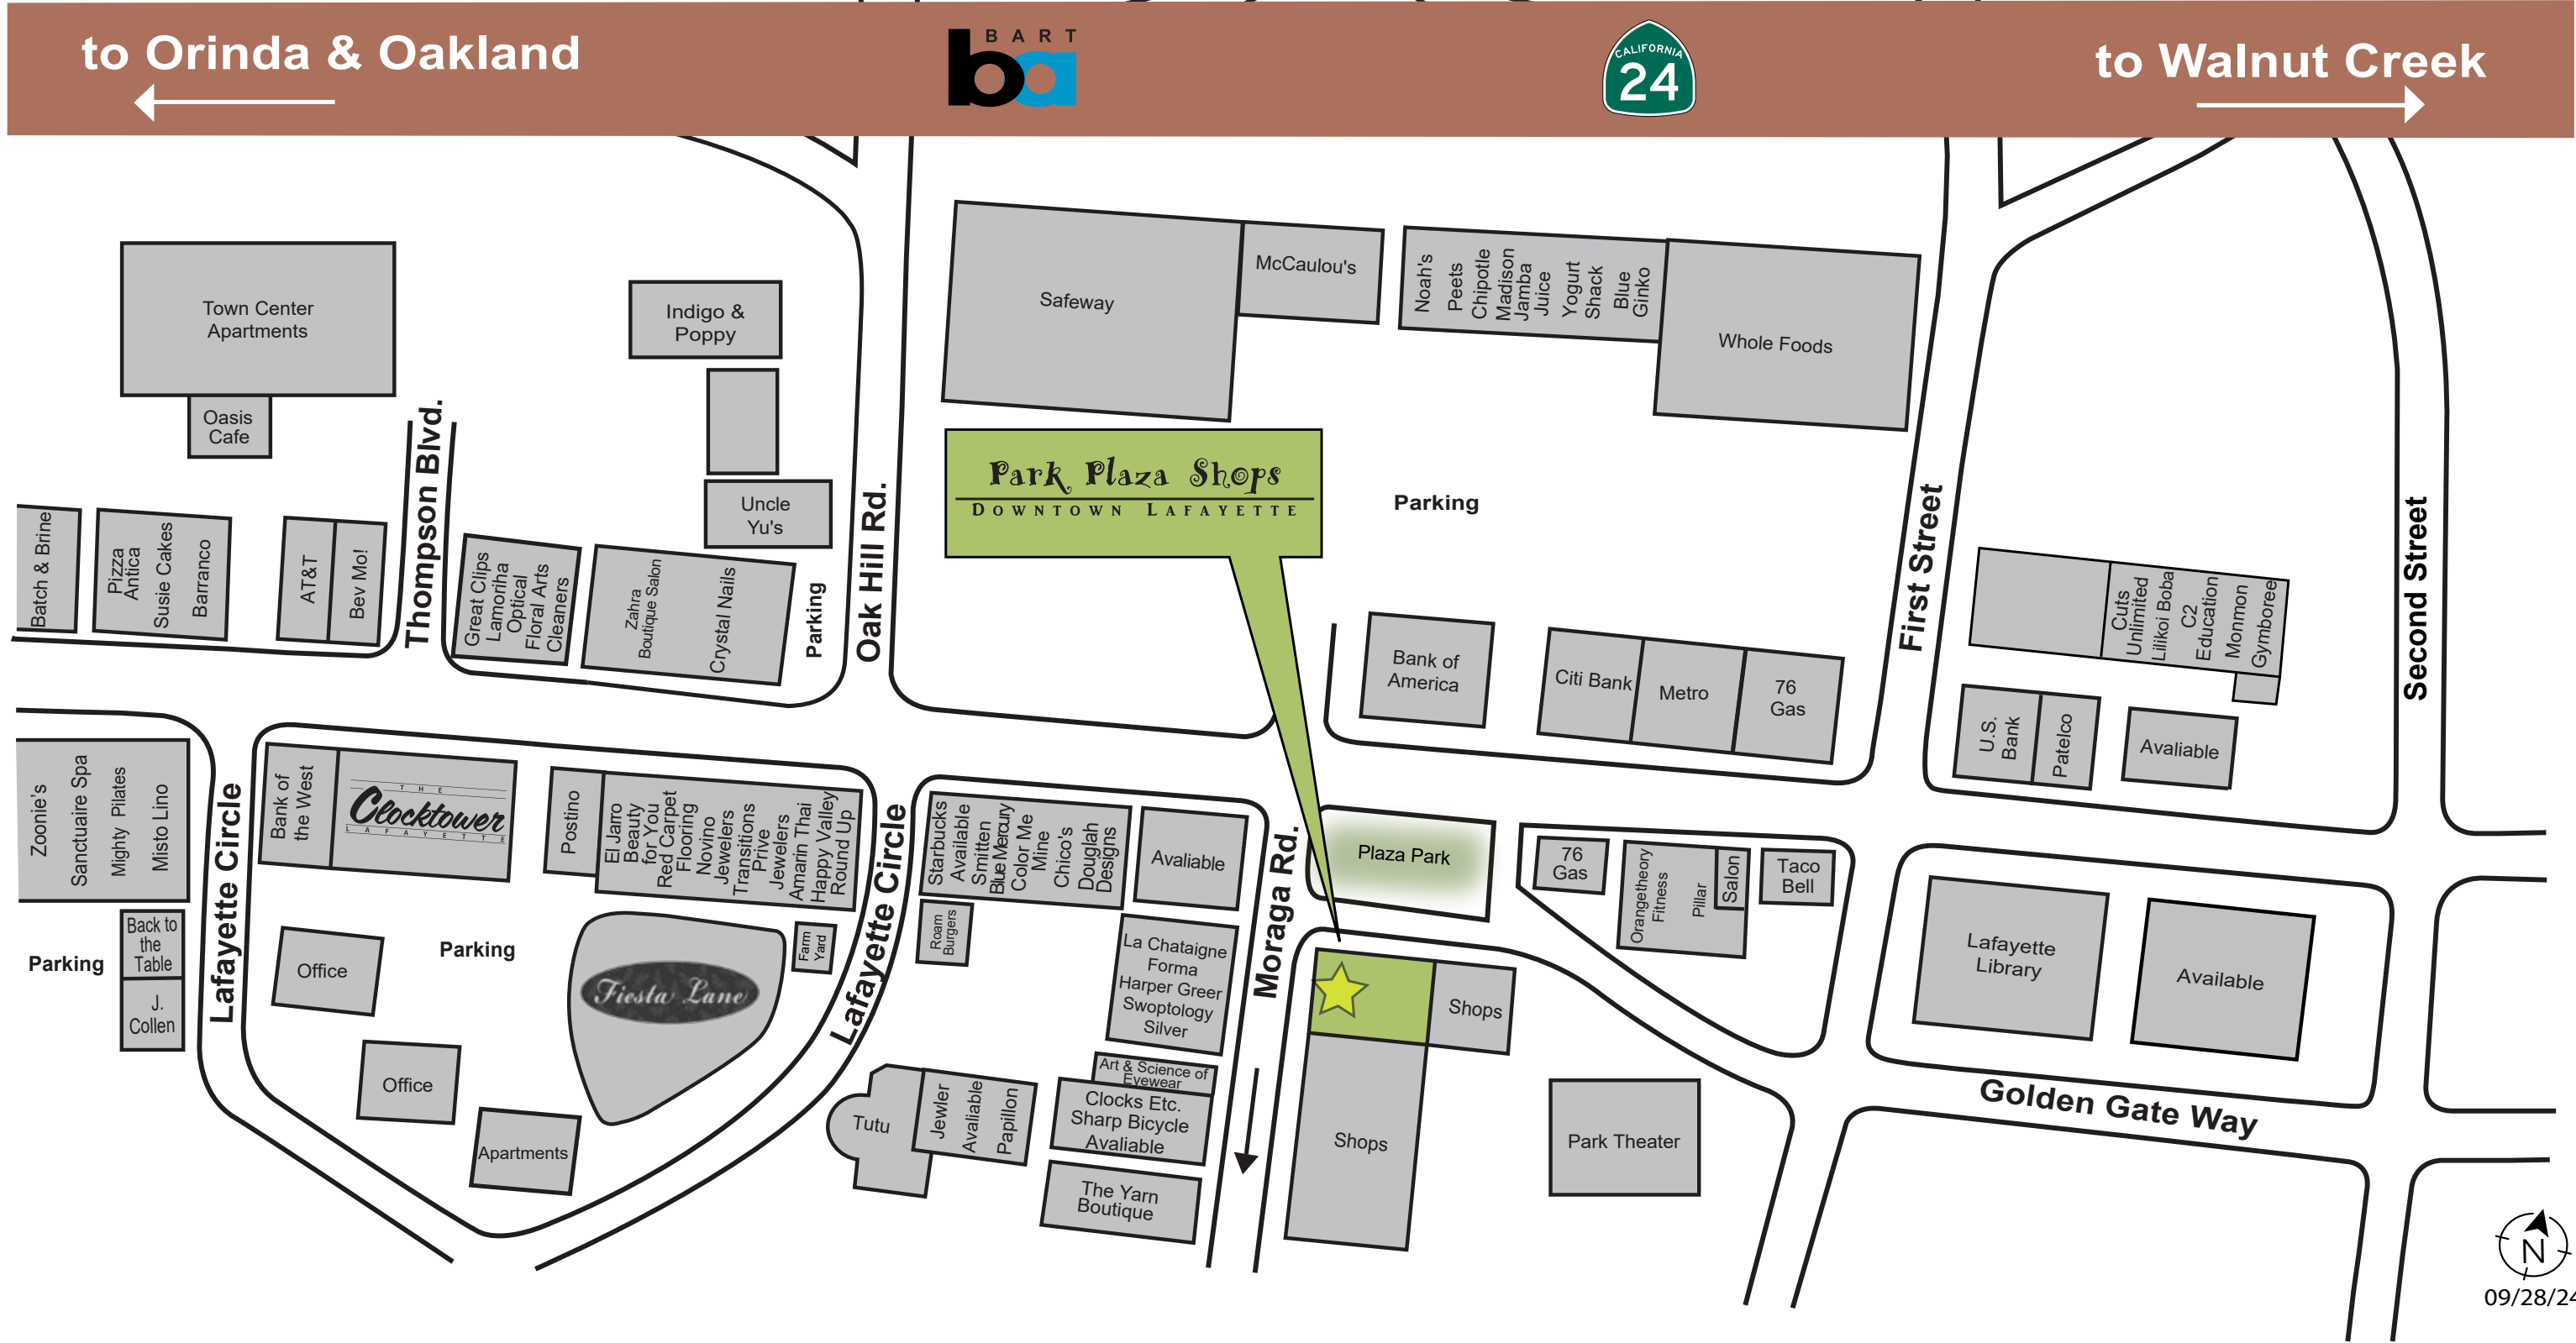 to Orinda & Oakland
BART
ba
CALIFORNIA
24
to Walnut Creek
Town Center
Apartments
Oasis
Cafe
Indigo &
Poppy
Uncle
Yu's
Safeway
McCaulou's
Noah's
Peets
Chipotle
Madison
Jamba
Juice
Yogurt
Shack
Blue
Ginko
Whole Foods
Park Plaza Shops
DOWNTOWN LAFAYETTE
Parking
Batch & Brine
Pizza
Antica
Susie Cakes
Barranco
AT&T
Bev Mo!
Thompson Blvd.
Great Clips
Lamoriha
Optical
Floral Arts
Cleaners
Zahra
Boutique Salon
Crystal Nails
Parking
Oak Hill Rd.
Bank of
America
Citi Bank
Metro
76
Gas
First Street
Cuts
Unlimited
Lilikoi Boba
C2
Education
Monmon
Gymboree
U.S.
Bank
Patelco
Avaliable
Second Street
Zoonie's
Sanctuaire Spa
Mighty Pilates
Misto Lino
Back to
the
Table
J.
Collen
Parking
Lafayette Circle
Bank of
the West
THE
Clocktower
LAFAYETTE
Postino
El Jarro
Beauty
for You
Red Carpet
Flooring
Novino
Jewelers
Transitions
Prive
Jewelers
Amarin Thai
Happy Valley
Round Up
Office
Parking
Fiesta Lane
Farm
Yard
Office
Apartments
Lafayette Circle
Starbucks
Available
Smitten
Blue Mercury
Color Me
Mine
Chico's
Douglah
Designs
Avaliable
Roam
Burgers
La Chataigne
Forma
Harper Greer
Swoptology
Silver
Art & Science of
Eyewear
Clocks Etc.
Sharp Bicycle
Avaliable
The Yarn
Boutique
Tutu
Jewler
Avaliable
Papillon
Moraga Rd.
Plaza Park
Shops
Shops
76
Gas
Orangetheory
Fitness
Pillar
Salon
Taco
Bell
Park Theater
Lafayette
Library
Available
Golden Gate Way
N
09/28/24